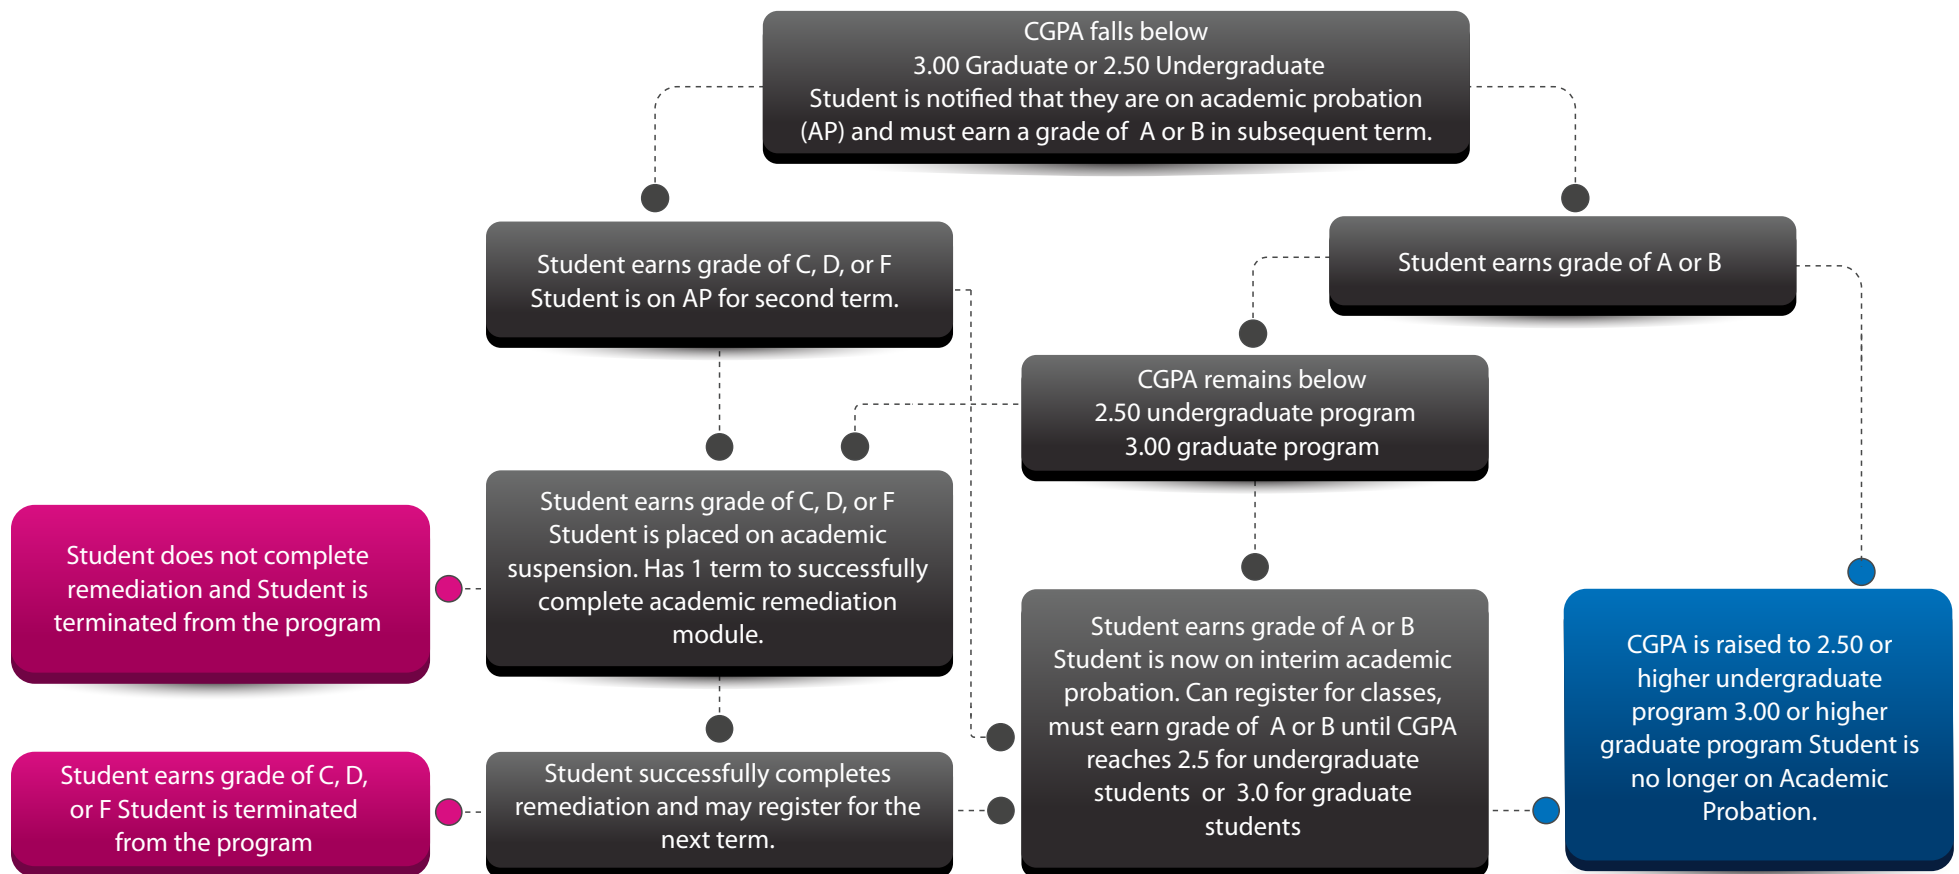 CGPA falls below
3.00 Graduate or 2.50 Undergraduate
Student is notified that they are on academic probation
(AP) and must earn a grade of A or B in subsequent term.
Student earns grade of C, D, or F
Student is on AP for second term.
Student earns grade of A or B
CGPA remains below
2.50 undergraduate program
3.00 graduate program
Student earns grade of C, D, or F
Student is placed on academic
suspension. Has 1 term to successfully
complete academic remediation
module.
Student does not complete
remediation and Student is
terminated from the program
Student earns grade of A or B
Student is now on interim academic
probation. Can register for classes,
must earn grade of A or B until CGPA
reaches 2.5 for undergraduate
students or 3.0 for graduate
students
CGPA is raised to 2.50 or
higher undergraduate
program 3.00 or higher
graduate program Student is
no longer on Academic
Probation.
Student earns grade of C, D,
or F Student is terminated
from the program
Student successfully completes
remediation and may register for the
next term.